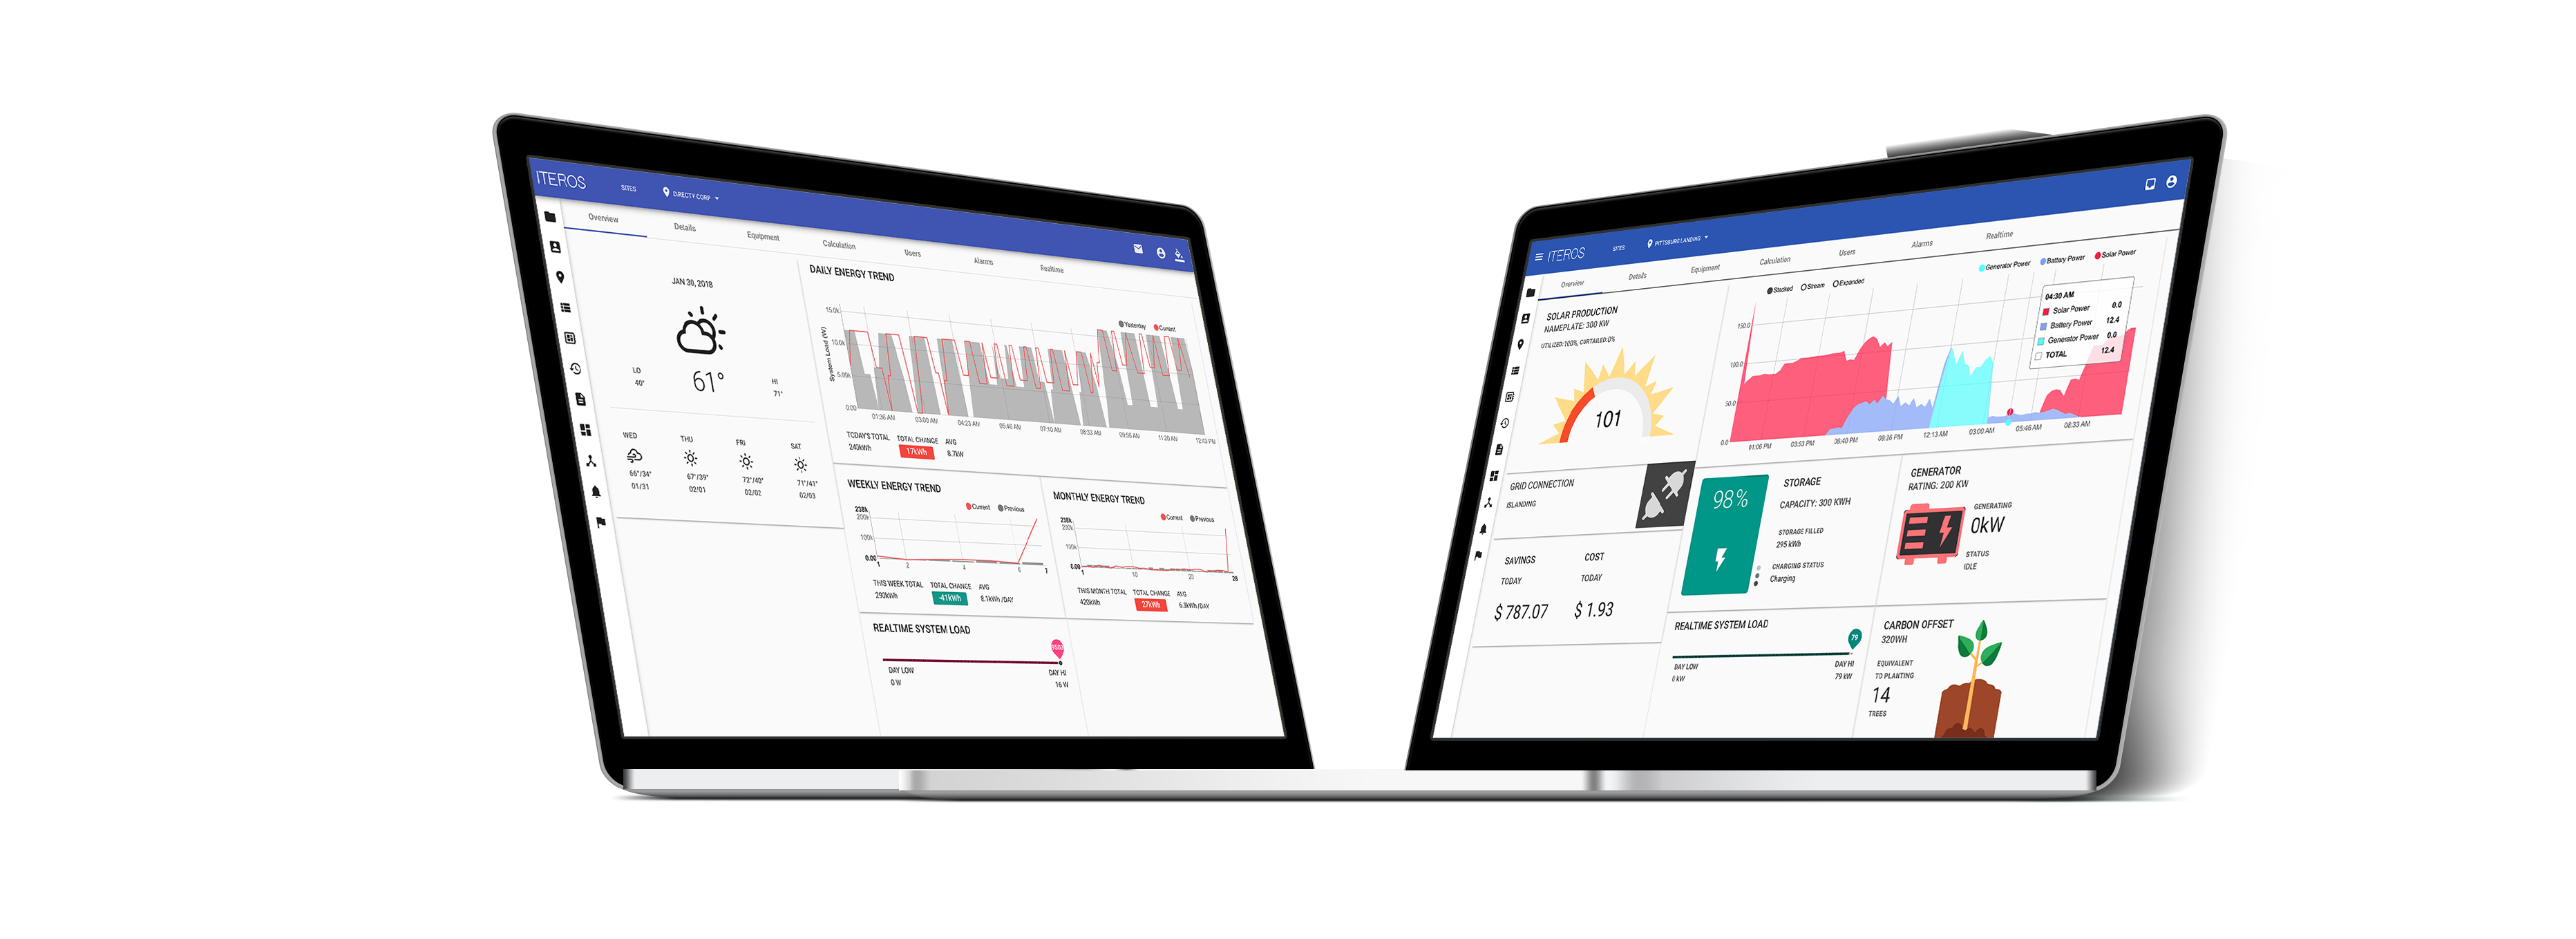 ITEROS
SITES
DIRECTV CORP
Overview
Details
Equipment
Calculation
Users
Alarms
Realtime
JAN 30, 2018
LO
40°
61°
HI
71°
WED
66°/34°
01/31
THU
67°/39°
02/01
FRI
72°/40°
02/02
SAT
71°/41°
02/03
DAILY ENERGY TREND
Yesterday
Current
System Load (W)
15.0k
10.0k
5.00k
0.00
01:36 AM
03:00 AM
04:23 AM
05:46 AM
07:10 AM
08:33 AM
09:56 AM
11:20 AM
12:43 PM
TODAY'S TOTAL
240kWh
TOTAL CHANGE
17kWh
AVG
8.7kW
WEEKLY ENERGY TREND
Current
Previous
238k
200k
100k
0.00
1
2
4
6
7
THIS WEEK TOTAL
290kWh
TOTAL CHANGE
-41kWh
AVG
8.1kWh /DAY
MONTHLY ENERGY TREND
Current
Previous
238k
200k
100k
0.00
1
10
20
28
THIS MONTH TOTAL
420kWh
TOTAL CHANGE
27kWh
AVG
6.3kWh /DAY
REALTIME SYSTEM LOAD
DAY LOW
0 W
DAY HI
16 W
ITEROS
SITES
PITTSBURG LANDING
Overview
Details
Equipment
Calculation
Users
Alarms
Realtime
SOLAR PRODUCTION
NAMEPLATE: 300 KW
UTILIZED:100%, CURTAILED:0%
101
GRID CONNECTION
ISLANDING
SAVINGS
TODAY
$ 787.07
COST
TODAY
$ 1.93
Stacked
Stream
Expanded
Generator Power
Battery Power
Solar Power
150.0
100.0
50.0
0.0
01:06 PM
03:53 PM
06:40 PM
09:26 PM
12:13 AM
03:00 AM
05:46 AM
08:33 AM
04:30 AM
Solar Power 0.0
Battery Power 12.4
Generator Power 0.0
TOTAL 12.4
98%
STORAGE
CAPACITY: 300 KWH
STORAGE FILLED
295 kWh
CHARGING STATUS
Charging
GENERATOR
RATING: 200 KW
GENERATING
0kW
STATUS
IDLE
REALTIME SYSTEM LOAD
79
DAY LOW
0 kW
DAY HI
79 kW
CARBON OFFSET
320WH
EQUIVALENT
TO PLANTING
14
TREES